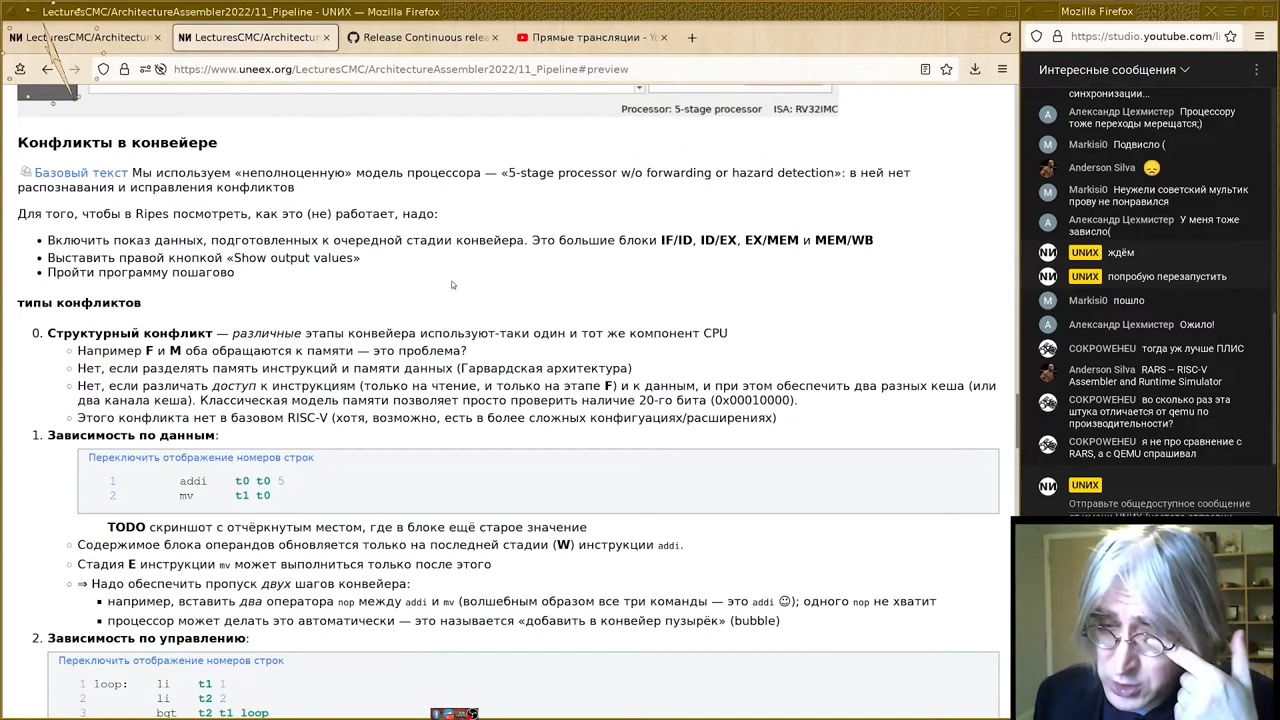 LecturesCMC/ArchitectureAssembler2022/11_Pipeline - UNИX — Mozilla Firefox
LecturesCMC/Architectur
LecturesCMC/Architectur
Release Continuous relea
Прямые трансляции - Yo
https://www.uneex.org/LecturesCMC/ArchitectureAssembler2022/11_Pipeline#preview
Processor: 5-stage processor ISA: RV32IMC
Конфликты в конвейере
Базовый текст Мы используем «неполноценную» модель процессора — «5-stage processor w/o forwarding or hazard detection»: в ней нет
распознавания и исправления конфликтов
Для того, чтобы в Ripes посмотреть, как это (не) работает, надо:
Включить показ данных, подготовленных к очередной стадии конвейера. Это большие блоки IF/ID, ID/EX, EX/MEM и MEM/WB
Выставить правой кнопкой «Show output values»
Пройти программу пошагово
типы конфликтов
0. Структурный конфликт — различные этапы конвейера используют-таки один и тот же компонент CPU
Например F и M оба обращаются к памяти — это проблема?
Нет, если разделять память инструкций и памяти данных (Гарвардская архитектура)
Нет, если различать доступ к инструкциям (только на чтение, и только на этапе F) и к данным, и при этом обеспечить два разных кеша (или
два канала кеша). Классическая модель памяти позволяет просто проверить наличие 20-го бита (0x00010000).
Этого конфликта нет в базовом RISC-V (хотя, возможно, есть в более сложных конфигуациях/расширениях)
1. Зависимость по данным:
Переключить отображение номеров строк
1 addi t0 t0 5
2 mv t1 t0
TODO скриншот с отчёркнутым местом, где в блоке ещё старое значение
Содержимое блока операндов обновляется только на последней стадии (W) инструкции addi.
Стадия E инструкции mv может выполниться только после этого
⇒ Надо обеспечить пропуск двух шагов конвейера:
например, вставить два оператора nop между addi и mv (волшебным образом все три команды — это addi ☺); одного nop не хватит
процессор может делать это автоматически — это называется «добавить в конвейер пузырёк» (bubble)
2. Зависимость по управлению:
Переключить отображение номеров строк
1 loop: li t1 1
2 li t2 2
3 bgt t2 t1 loop
Mozilla Firefox
https://studio.youtube.com/li
Интересные сообщения
синхронизации...
Александр Цехмистер Процессору
тоже переходы мерещатся;)
Markisi0 Подвисло (
Anderson Silva
Markisi0 Неужели советский мультик
прову не понравился
Александр Цехмистер У меня тоже
зависло(
UNИX ждём
UNИX попробую перезапустить
Markisi0 пошло
Александр Цехмистер Ожило!
COKPOWEHEU тогда уж лучше ПЛИС
Anderson Silva RARS -- RISC-V
Assembler and Runtime Simulator
COKPOWEHEU во сколько раз эта
штука отличается от qemu по
производительности?
COKPOWEHEU я не про сравнение с
RARS, а с QEMU спрашивал
UNИX
Отправьте общедоступное сообщение